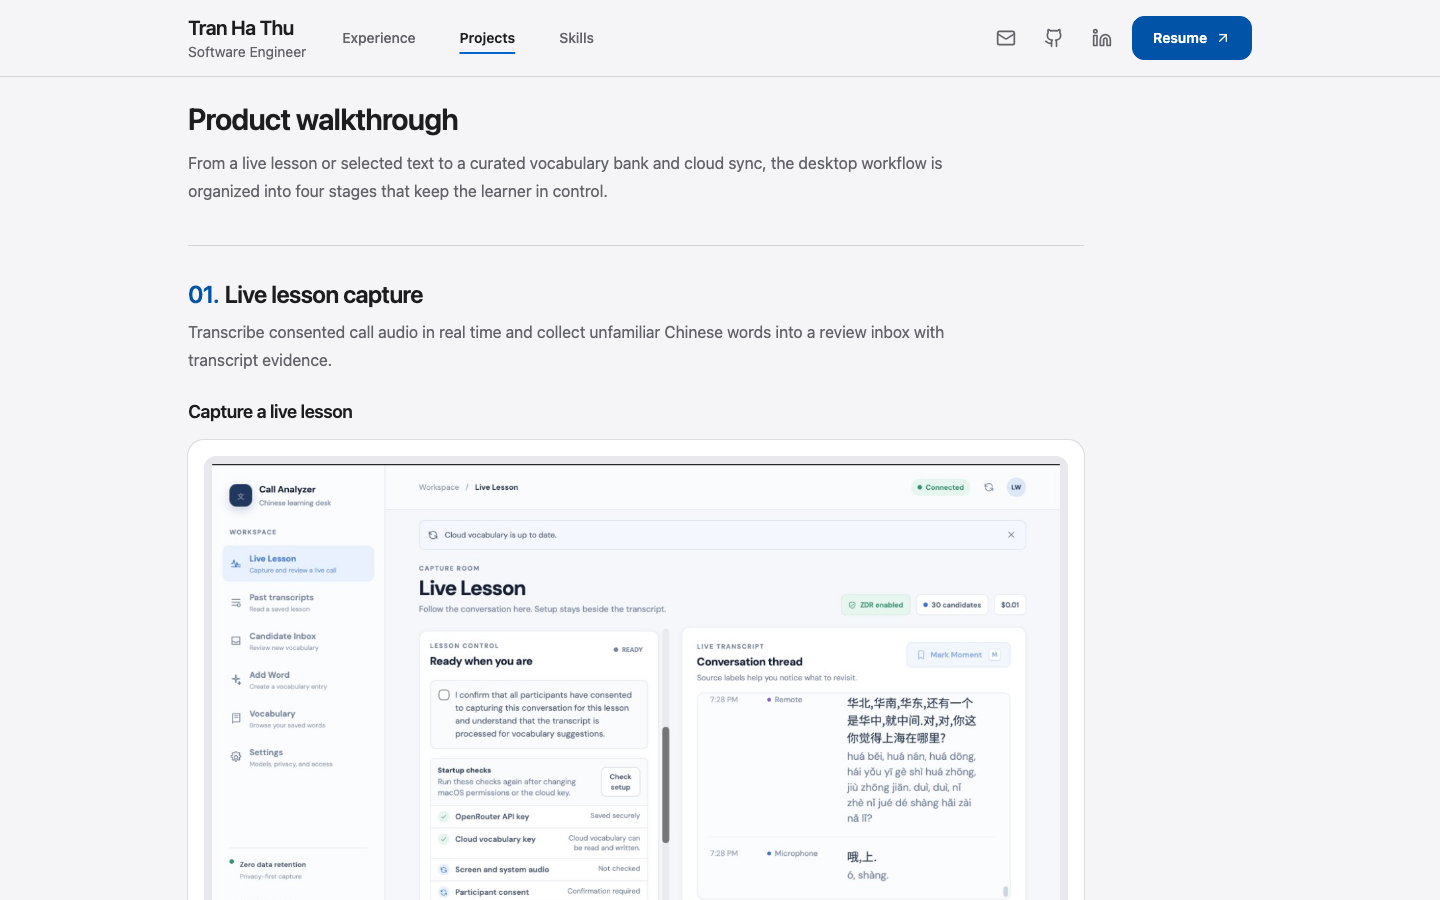 Tran Ha Thu
Software Engineer
Experience
Projects
Skills
Resume
Product walkthrough
From a live lesson or selected text to a curated vocabulary bank and cloud sync, the desktop workflow is
organized into four stages that keep the learner in control.
01. Live lesson capture
Transcribe consented call audio in real time and collect unfamiliar Chinese words into a review inbox with
transcript evidence.
Capture a live lesson
Call Analyzer
Chinese learning desk
WORKSPACE
Live Lesson
Capture and review a live call
Past transcripts
Read a saved lesson
Candidate Inbox
Review new vocabulary
Add Word
Create a vocabulary entry
Vocabulary
Browse your saved words
Settings
Models, privacy, and access
Zero data retention
Privacy-first capture
Workspace / Live Lesson
Connected
LW
Cloud vocabulary is up to date.
CAPTURE ROOM
Live Lesson
Follow the conversation here. Setup stays beside the transcript.
ZDR enabled
30 candidates
$0.01
LESSON CONTROL
Ready when you are
READY
I confirm that all participants have consented
to capturing this conversation for this lesson
and understand that the transcript is
processed for vocabulary suggestions.
Startup checks
Run these checks again after changing
macOS permissions or the cloud key.
Check
setup
OpenRouter API key
Saved securely
Cloud vocabulary key
Cloud vocabulary can
be read and written.
Screen and system audio
Not checked
Participant consent
Confirmation required
LIVE TRANSCRIPT
Conversation thread
Source labels help you notice what to revisit.
Mark Moment
M
7:28 PM
Remote
华北,华南,华东,还有一个
是华中,就中间.对,对,你这
你觉得上海在哪里?
huá běi, huá nán, huá dōng,
hái yǒu yī gè shì huá zhōng,
jiù zhōng jiān. duì, duì, nǐ
zhè nǐ jué dé shàng hǎi zài
nǎ lǐ?
7:28 PM
Microphone
哦,上.
ó, shàng.